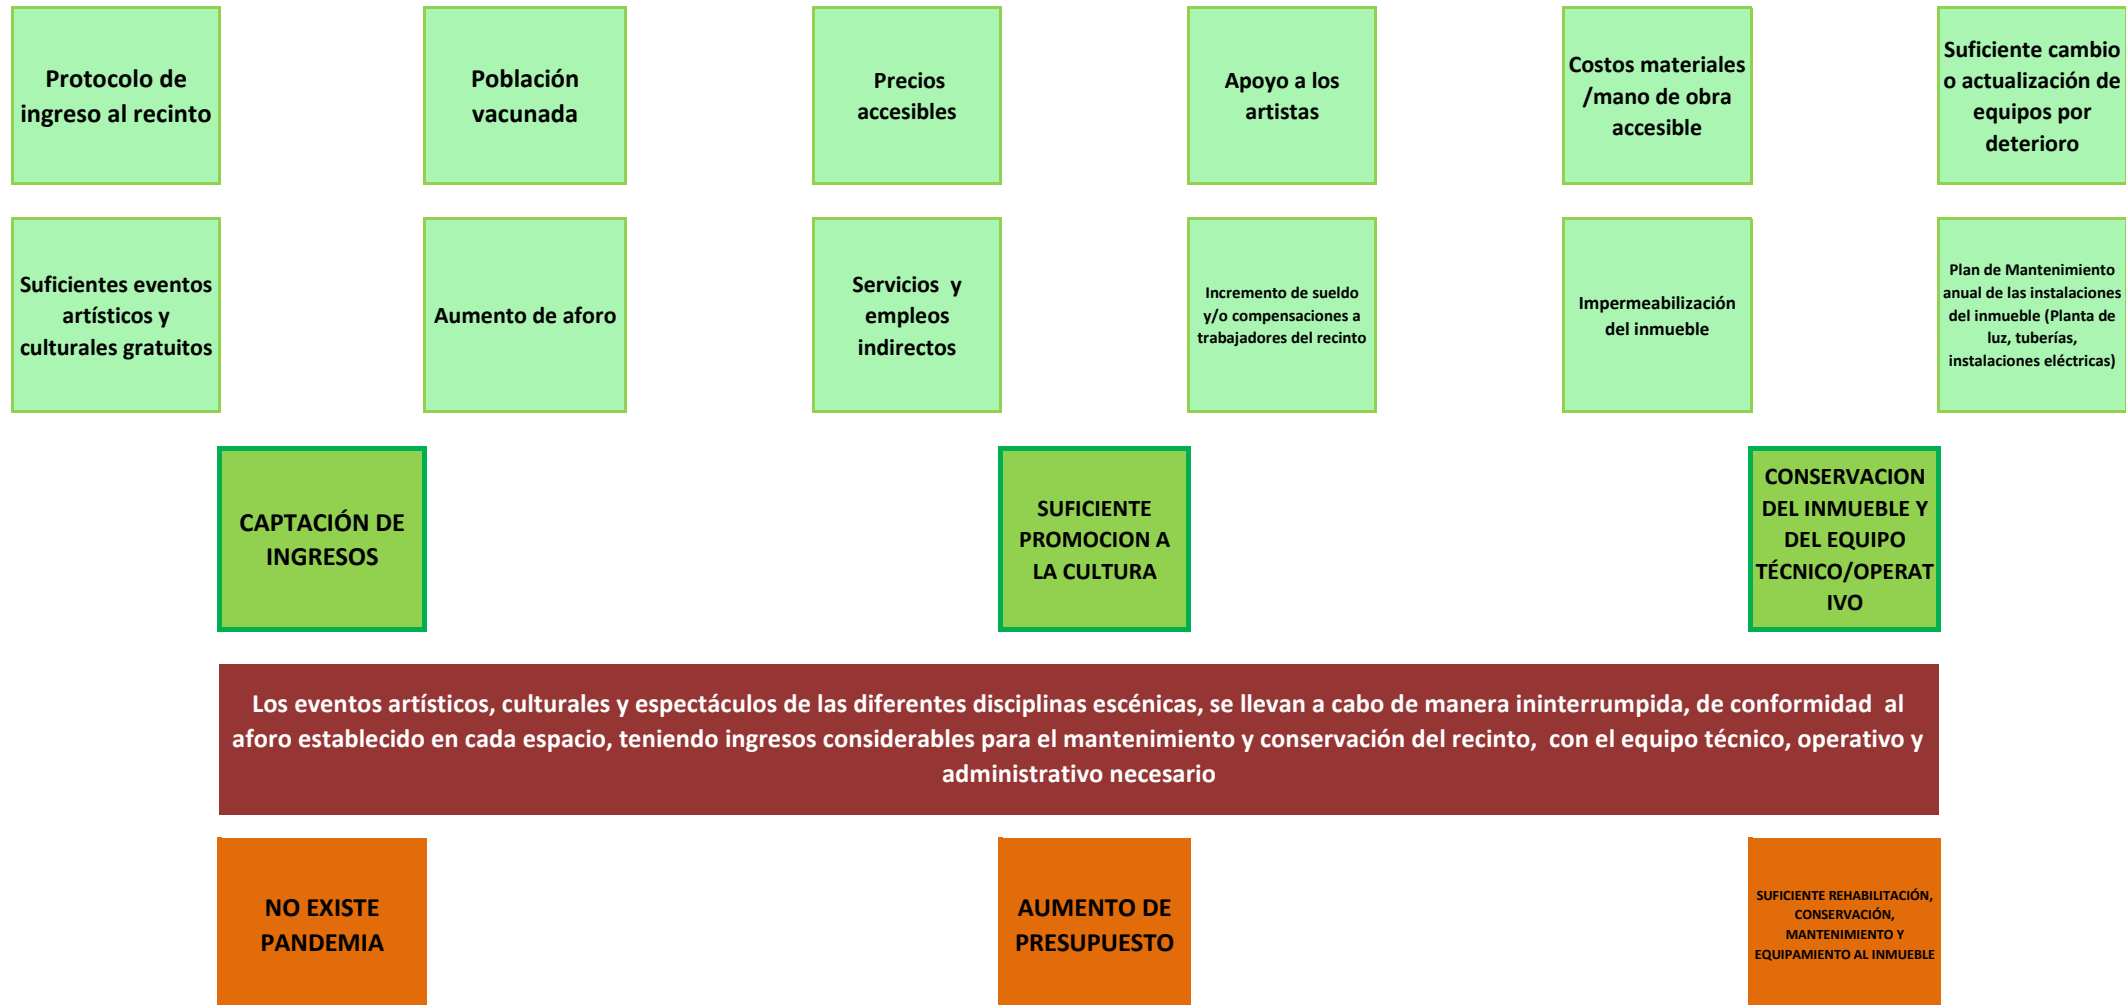 Protocolo de
ingreso al recinto
Población
vacunada
Precios
accesibles
Apoyo a los
artistas
Costos materiales
/mano de obra
accesible
Suficiente cambio
o actualización de
equipos por
deterioro
Suficientes eventos
artísticos y
culturales gratuitos
Aumento de aforo
Servicios y
empleos
indirectos
Incremento de sueldo
y/o compensaciones a
trabajadores del recinto
Impermeabilización
del inmueble
Plan de Mantenimiento
anual de las instalaciones
del inmueble (Planta de
luz, tuberías,
instalaciones eléctricas)
CAPTACIÓN DE
INGRESOS
SUFICIENTE
PROMOCION A
LA CULTURA
CONSERVACION
DEL INMUEBLE Y
DEL EQUIPO
TÉCNICO/OPERAT
IVO
Los eventos artísticos, culturales y espectáculos de las diferentes disciplinas escénicas, se llevan a cabo de manera ininterrumpida, de conformidad al
aforo establecido en cada espacio, teniendo ingresos considerables para el mantenimiento y conservación del recinto, con el equipo técnico, operativo y
administrativo necesario
NO EXISTE
PANDEMIA
AUMENTO DE
PRESUPUESTO
SUFICIENTE REHABILITACIÓN,
CONSERVACIÓN,
MANTENIMIENTO Y
EQUIPAMIENTO AL INMUEBLE